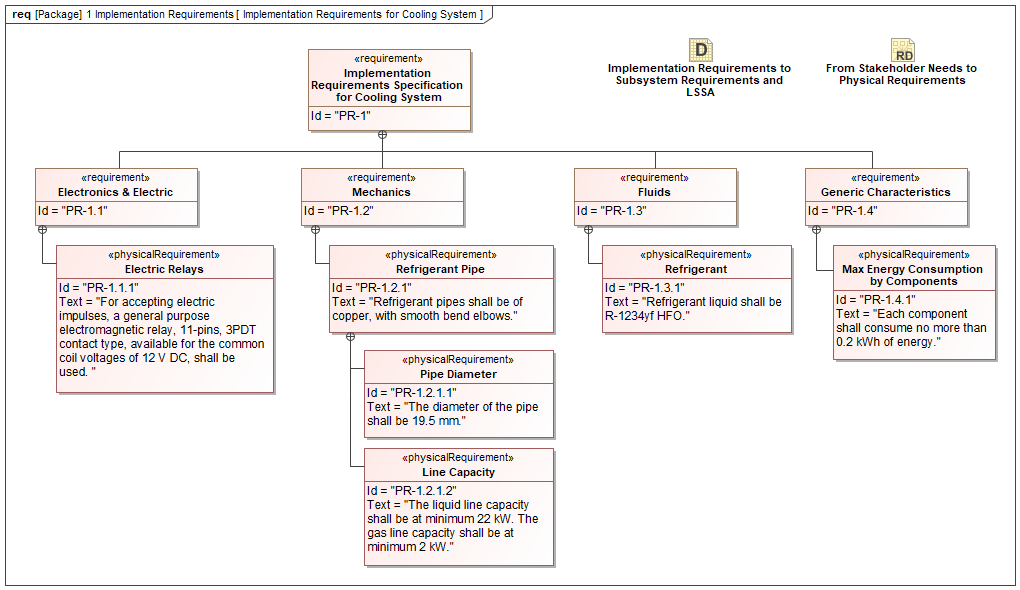 req [Package] 1 Implementation Requirements [ Implementation Requirements for Cooling System ]
«requirement»
Implementation
Requirements Specification
for Cooling System
Id = "PR-1"
D
Implementation Requirements to
Subsystem Requirements and
LSSA
RD
From Stakeholder Needs to
Physical Requirements
«requirement»
Electronics & Electric
Id = "PR-1.1"
«requirement»
Mechanics
Id = "PR-1.2"
«requirement»
Fluids
Id = "PR-1.3"
«requirement»
Generic Characteristics
Id = "PR-1.4"
«physicalRequirement»
Electric Relays
Id = "PR-1.1.1"
Text = "For accepting electric
impulses, a general purpose
electromagnetic relay, 11-pins, 3PDT
contact type, available for the common
coil voltages of 12 V DC, shall be
used. "
«physicalRequirement»
Refrigerant Pipe
Id = "PR-1.2.1"
Text = "Refrigerant pipes shall be of
copper, with smooth bend elbows."
«physicalRequirement»
Pipe Diameter
Id = "PR-1.2.1.1"
Text = "The diameter of the pipe
shall be 19.5 mm."
«physicalRequirement»
Line Capacity
Id = "PR-1.2.1.2"
Text = "The liquid line capacity
shall be at minimum 22 kW. The
gas line capacity shall be at
minimum 2 kW."
«physicalRequirement»
Refrigerant
Id = "PR-1.3.1"
Text = "Refrigerant liquid shall be
R-1234yf HFO."
«physicalRequirement»
Max Energy Consumption
by Components
Id = "PR-1.4.1"
Text = "Each component
shall consume no more than
0.2 kWh of energy."